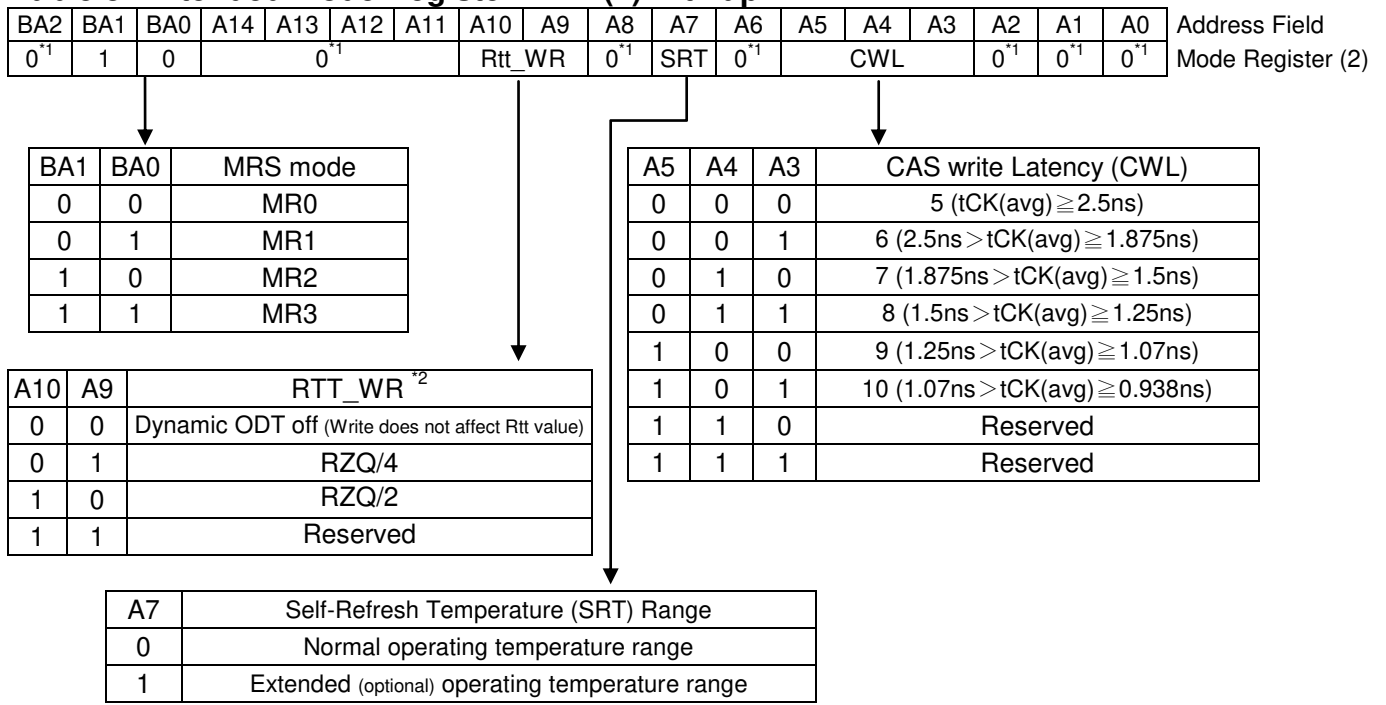 BA2 BA1 BA0 A14 A13 A12 A11 A10 A9 A8 A7 A6 A5 A4 A3 A2 A1 A0 Address Field
0*1 1 0 0*1 Rtt_WR 0*1 SRT 0*1 CWL 0*1 0*1 0*1 Mode Register (2)
BA1 BA0 MRS mode
0 0 MR0
0 1 MR1
1 0 MR2
1 1 MR3
A5 A4 A3 CAS write Latency (CWL)
0 0 0 5 (tCK(avg)≧2.5ns)
0 0 1 6 (2.5ns>tCK(avg)≧1.875ns)
0 1 0 7 (1.875ns>tCK(avg)≧1.5ns)
0 1 1 8 (1.5ns>tCK(avg)≧1.25ns)
1 0 0 9 (1.25ns>tCK(avg)≧1.07ns)
1 0 1 10 (1.07ns>tCK(avg)≧0.938ns)
1 1 0 Reserved
1 1 1 Reserved
A10 A9 RTT_WR *2
0 0 Dynamic ODT off (Write does not affect Rtt value)
0 1 RZQ/4
1 0 RZQ/2
1 1 Reserved
A7 Self-Refresh Temperature (SRT) Range
0 Normal operating temperature range
1 Extended (optional) operating temperature range